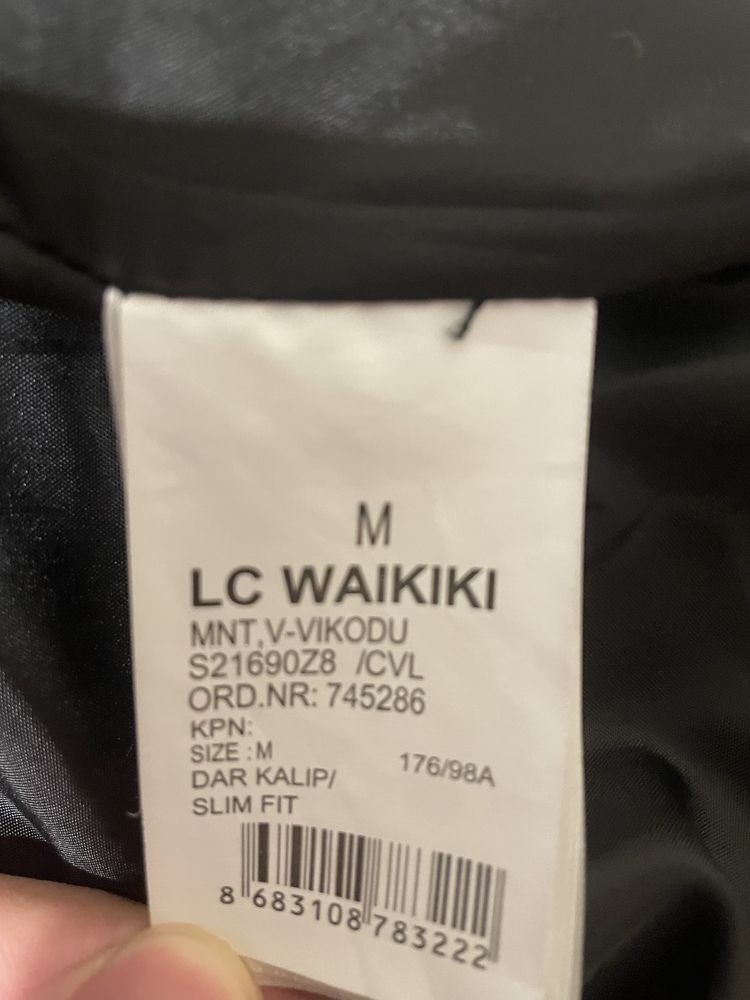 M
LC WAIKIKI
MNT,V-VIKODU
S21690Z8 /CVL
ORD.NR: 745286
KPN:
SIZE : M 176/98A
DAR KALIP/
SLIM FIT
8 683108 783222